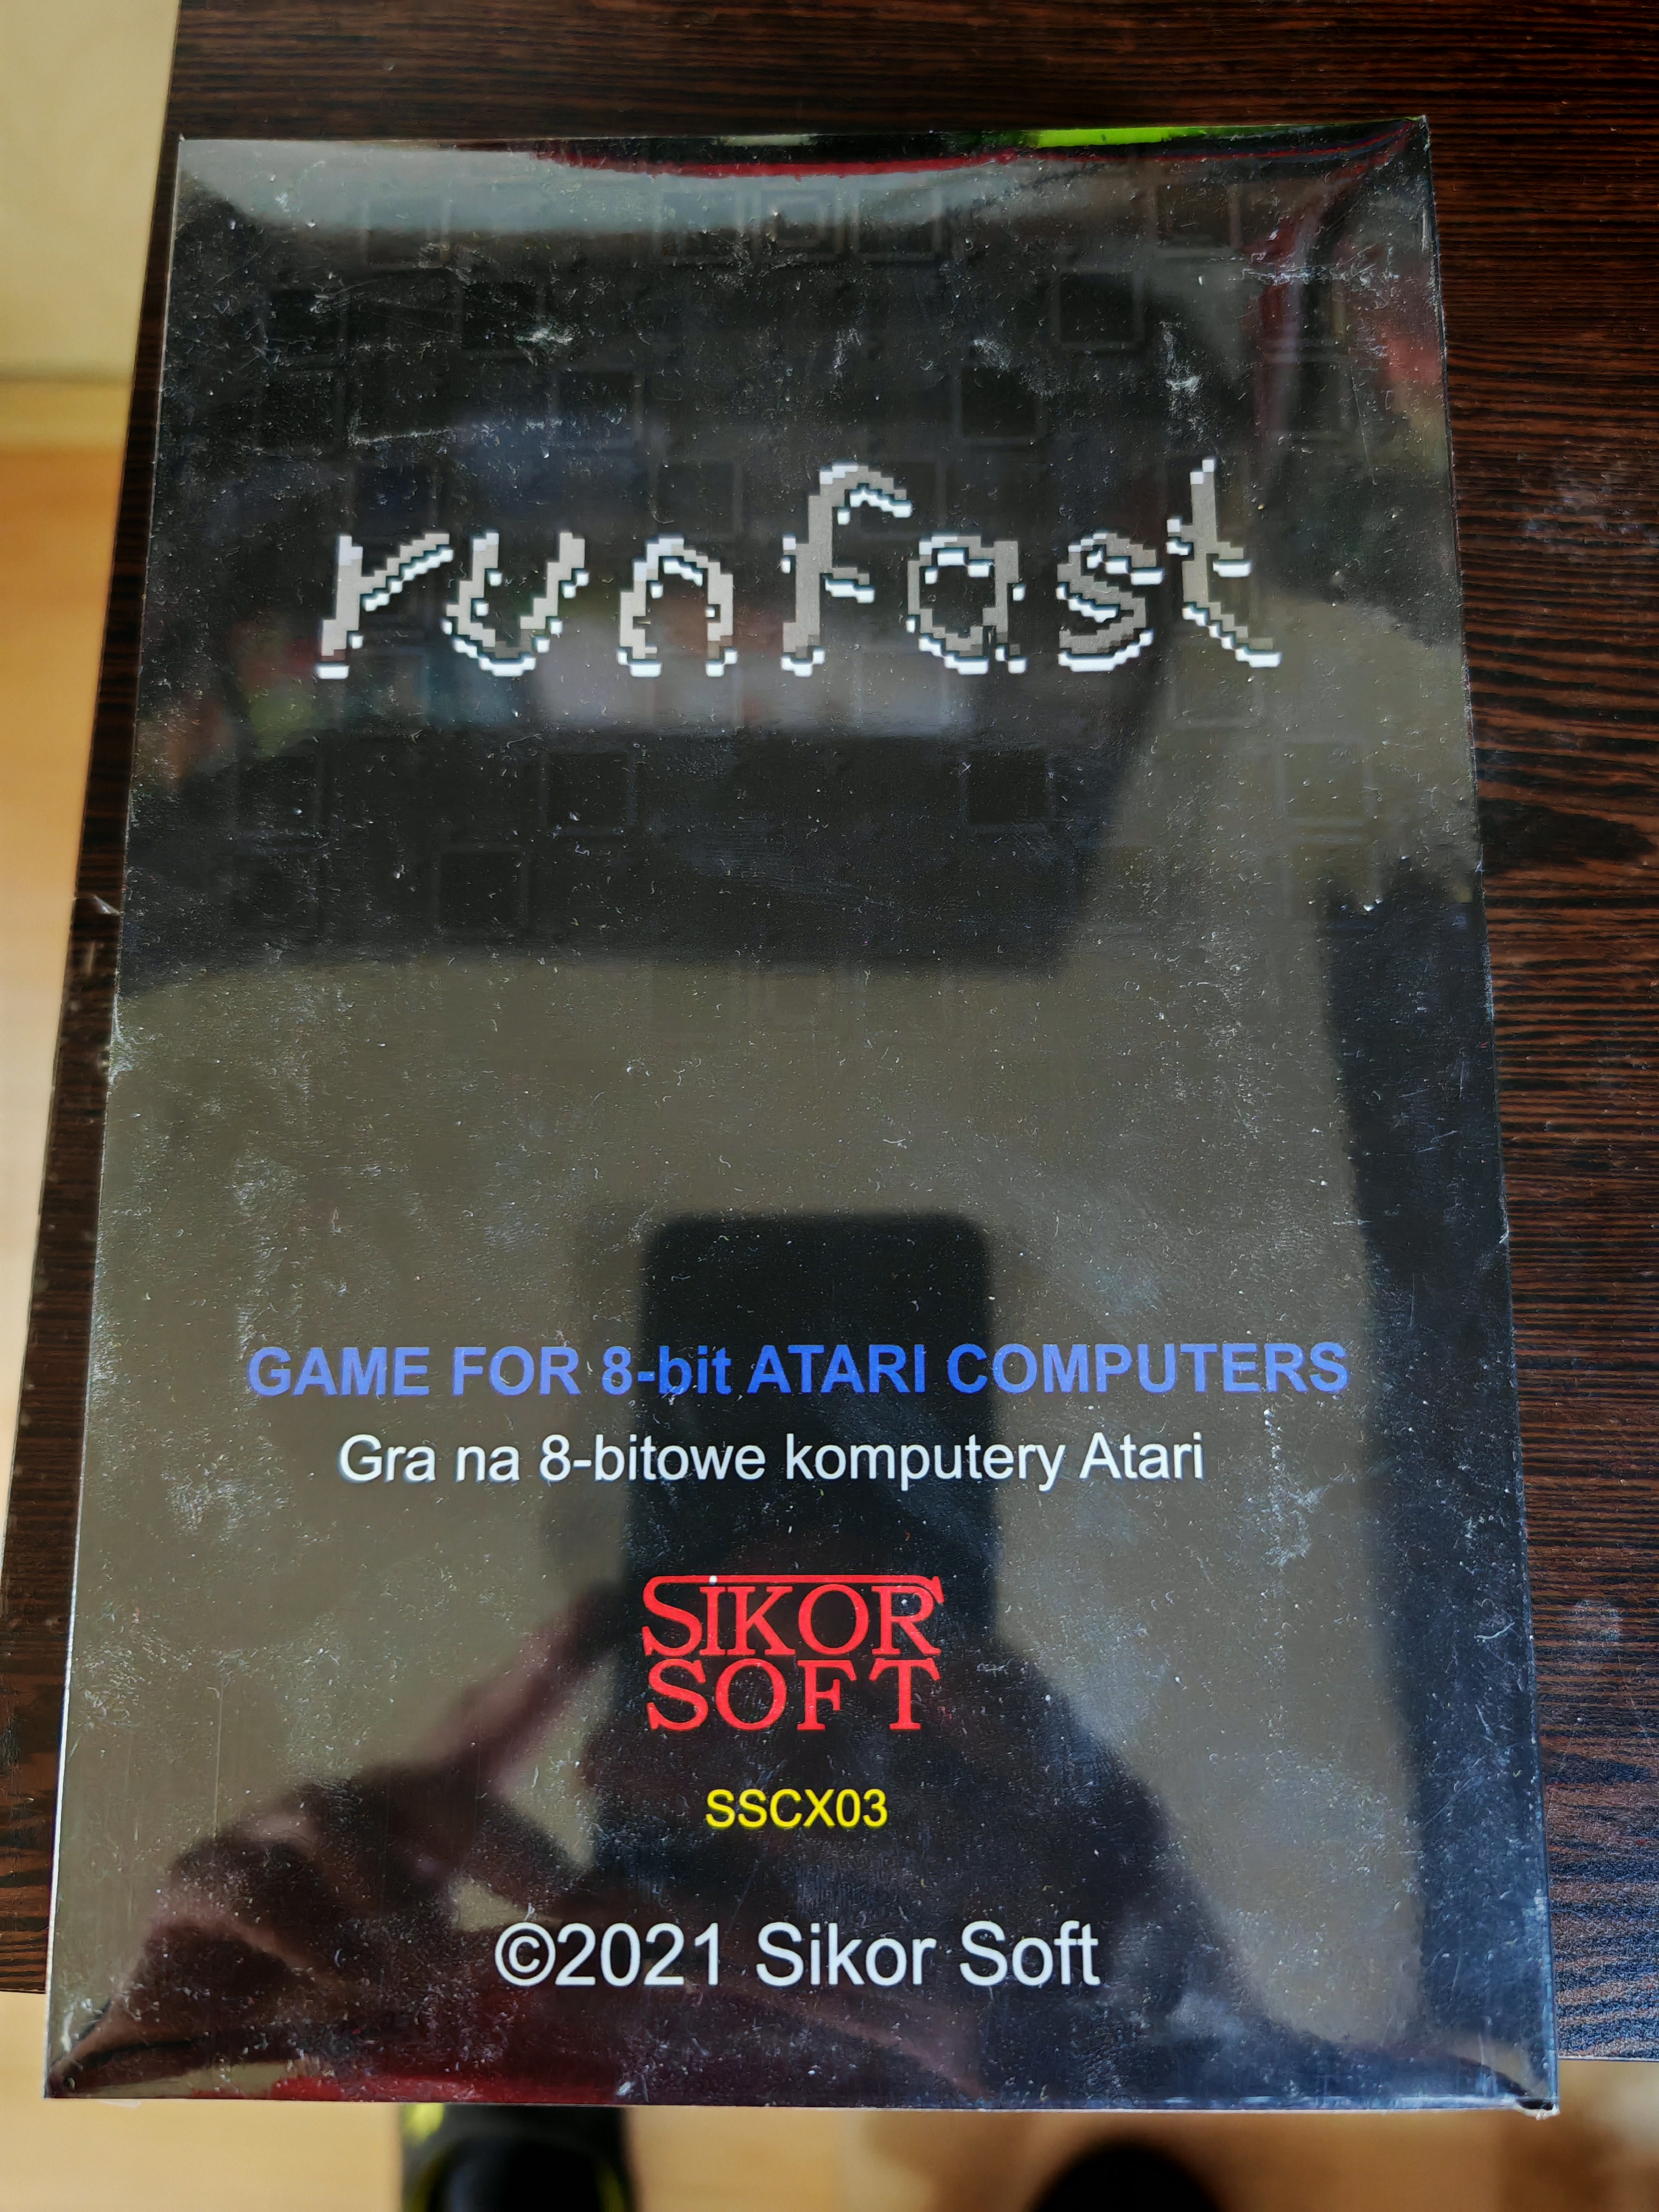 runfast
GAME FOR 8-bit ATARI COMPUTERS
Gra na 8-bitowe komputery Atari
SIKOR
SOFT
SSCX03
©2021 Sikor Soft